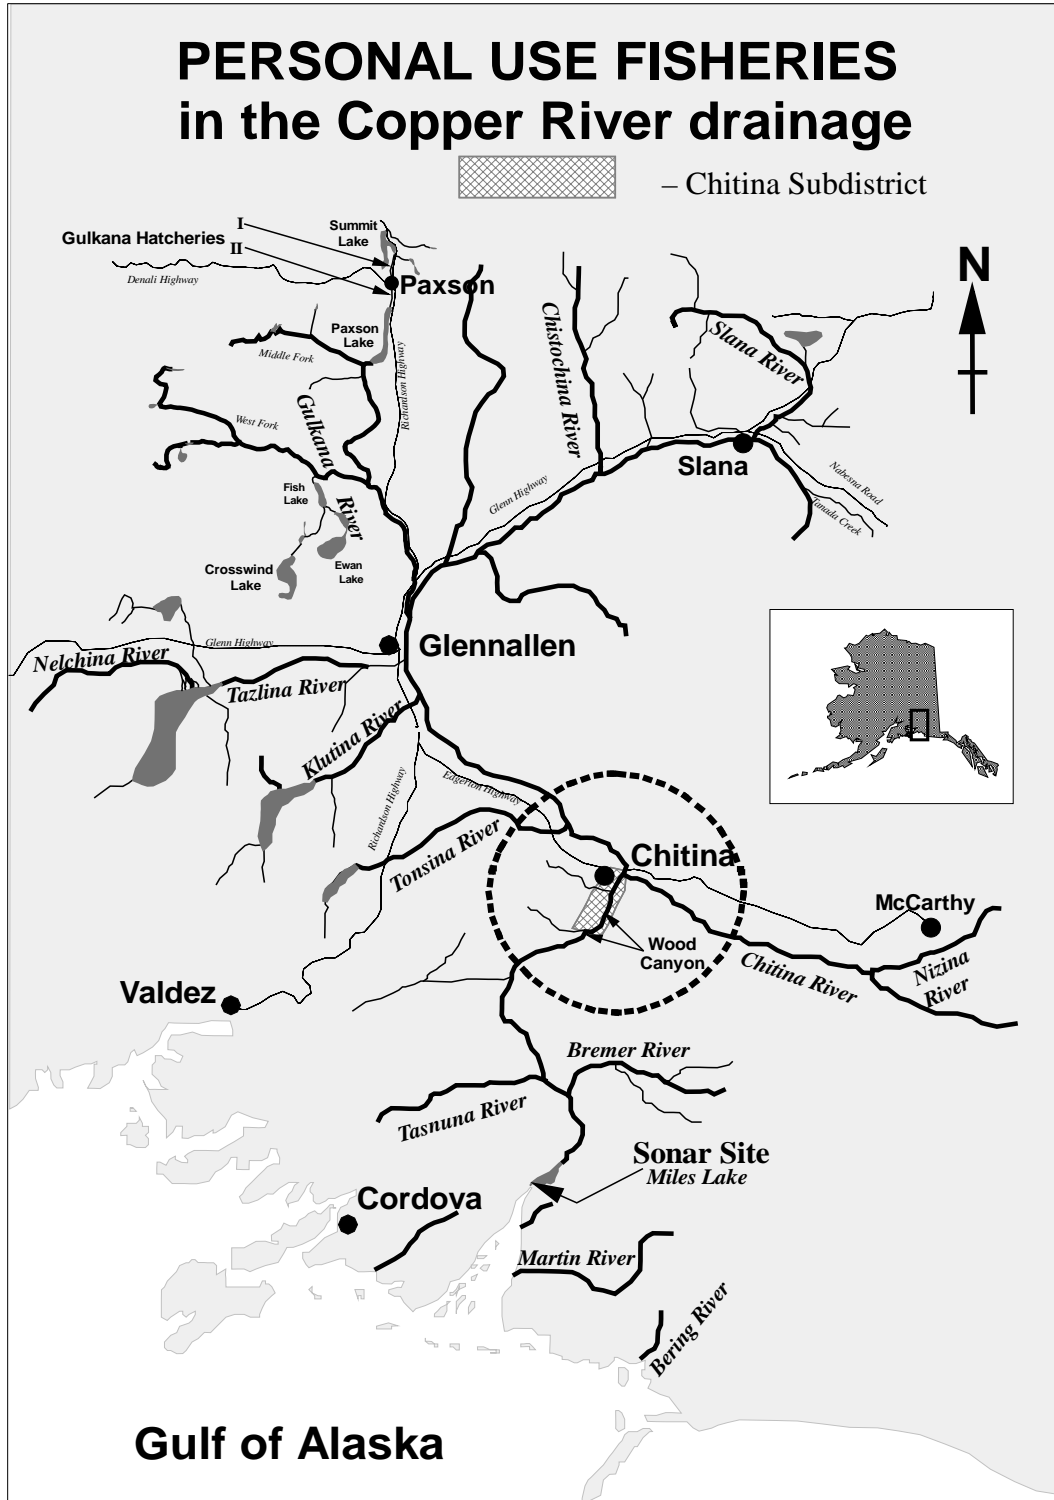 PERSONAL USE FISHERIES
in the Copper River drainage
– Chitina Subdistrict
I
Gulkana Hatcheries
II
Summit
Lake
Denali Highway
Paxson
N
Paxson
Lake
Middle Fork
Richardson Highway
Chistochina River
Slana River
West Fork
Gulkana
River
Slana
Fish
Lake
Glenn Highway
Nabesna Road
Tanada Creek
Ewan
Lake
Crosswind
Lake
Glennallen
Glenn Highway
Nelchina River
Tazlina River
Klutina River
Richardson Highway
Edgerton Highway
Tonsina River
Chitina
McCarthy
Wood
Canyon
Chitina River
Nizina
River
Valdez
Bremer River
Tasnuna River
Sonar Site
Miles Lake
Cordova
Martin River
Bering River
Gulf of Alaska